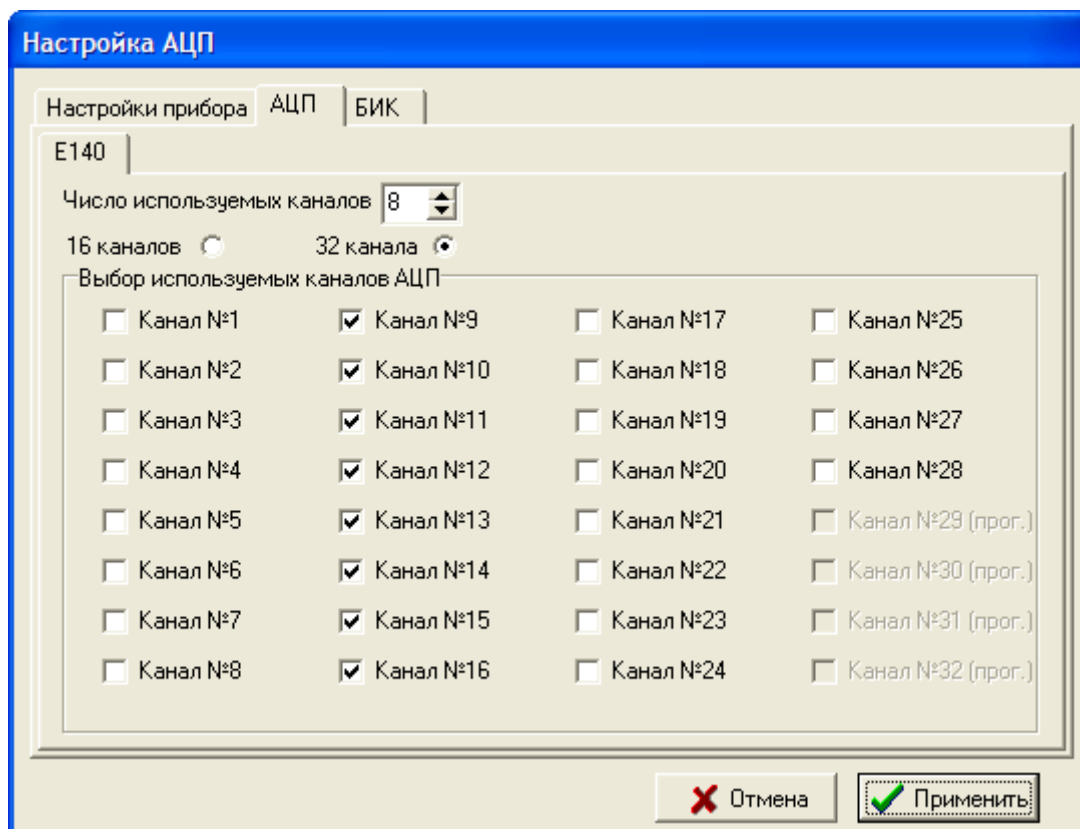 Настройка АЦП
Настройки прибора АЦП БИК
E140
Число используемых каналов 8
16 каналов 32 канала
Выбор используемых каналов АЦП
Канал №1 Канал №9 Канал №17 Канал №25
Канал №2 Канал №10 Канал №18 Канал №26
Канал №3 Канал №11 Канал №19 Канал №27
Канал №4 Канал №12 Канал №20 Канал №28
Канал №5 Канал №13 Канал №21 Канал №29 (прог.)
Канал №6 Канал №14 Канал №22 Канал №30 (прог.)
Канал №7 Канал №15 Канал №23 Канал №31 (прог.)
Канал №8 Канал №16 Канал №24 Канал №32 (прог.)
Отмена Применить